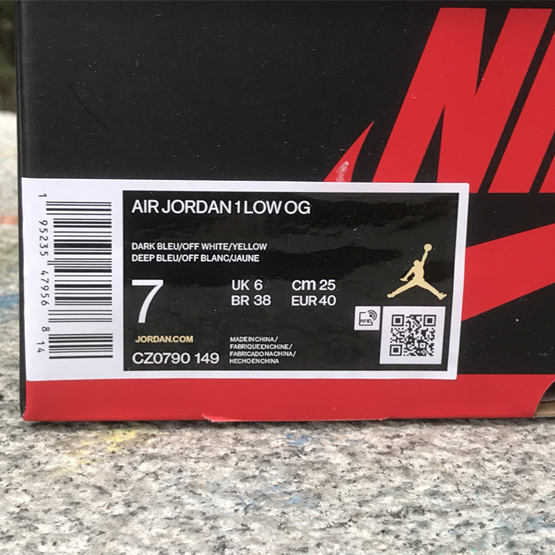 NIK
AIR JORDAN 1 LOW OG
DARK BLEU/OFF WHITE/YELLOW
DEEP BLEU/OFF BLANC/JAUNE
7
UK 6 cm 25
BR 38 EUR 40
RFID
JORDAN.COM
CZ0790 149
MADE IN CHINA/
FABRIQUE EN CHINE/
FABRICADO NA CHINA/
HECHO EN CHINA
1 95235 47956 8 14